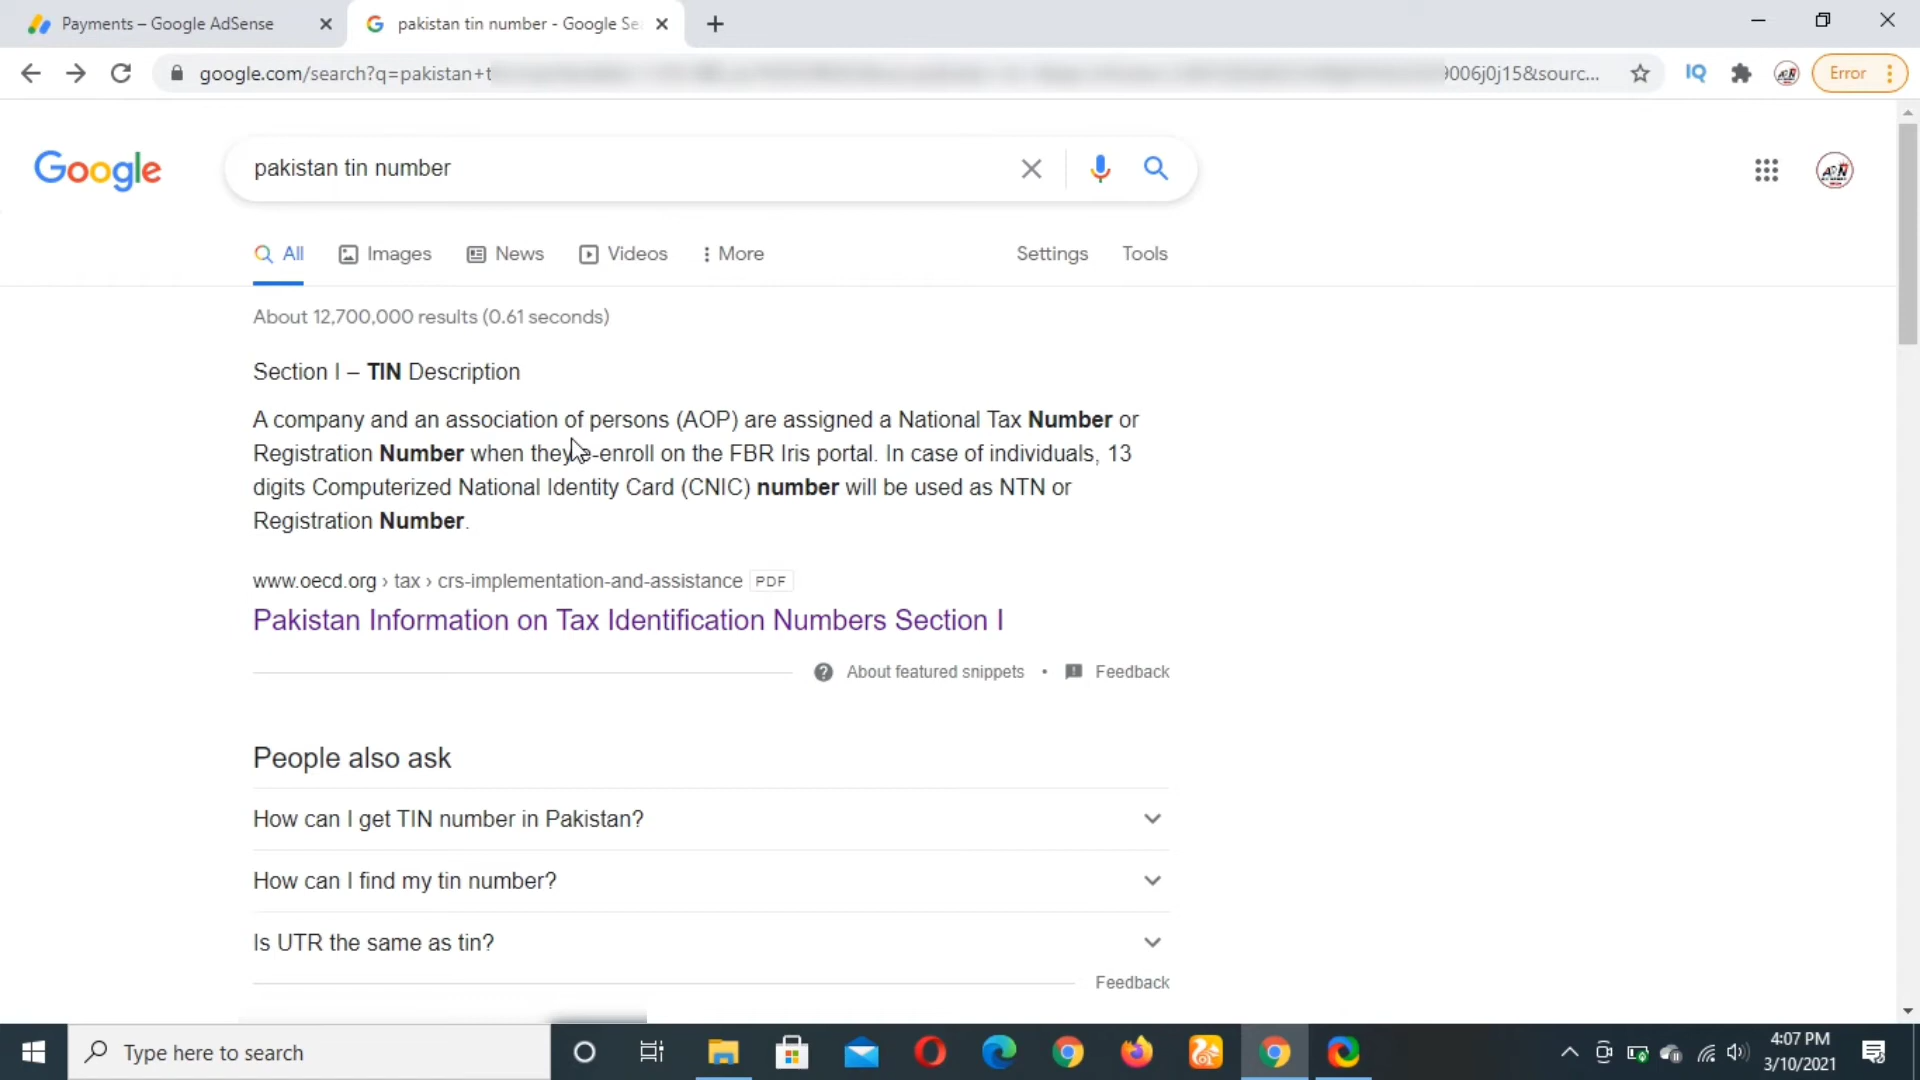 Payments – Google AdSense
pakistan tin number - Google Se
google.com/search?q=pakistan+t 9006j0j15&sourc...
IQ
Error
Google
pakistan tin number
All Images News Videos More Settings Tools
About 12,700,000 results (0.61 seconds)
Section I – TIN Description
A company and an association of persons (AOP) are assigned a National Tax Number or
Registration Number when they e-enroll on the FBR Iris portal. In case of individuals, 13
digits Computerized National Identity Card (CNIC) number will be used as NTN or
Registration Number.
www.oecd.org › tax › crs-implementation-and-assistance PDF
Pakistan Information on Tax Identification Numbers Section I
About featured snippets • Feedback
People also ask
How can I get TIN number in Pakistan?
How can I find my tin number?
Is UTR the same as tin?
Feedback
Type here to search
4:07 PM
3/10/2021